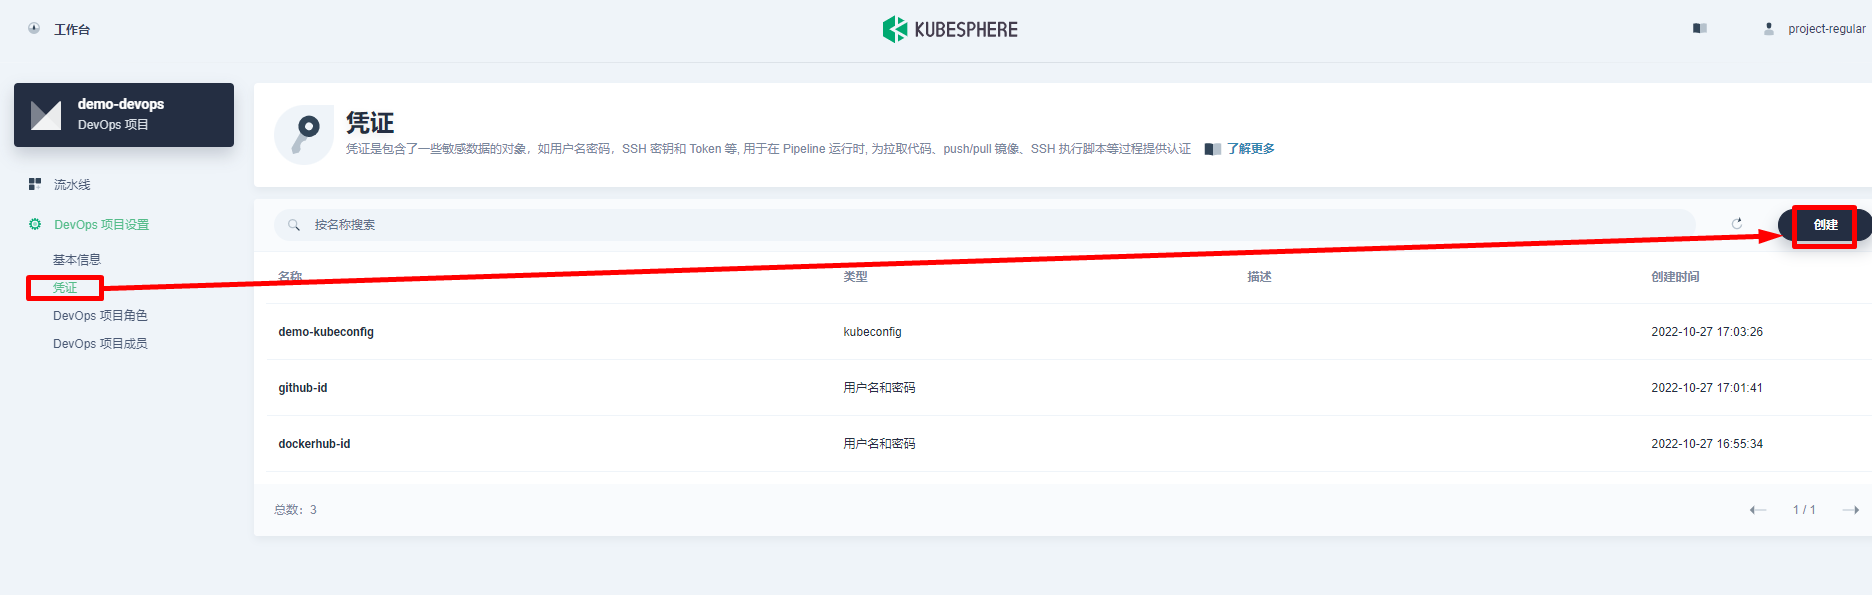 工作台
KUBESPHERE
project-regular
demo-devops
DevOps 项目
凭证
凭证是包含了一些敏感数据的对象，如用户名密码，SSH 密钥和 Token 等, 用于在 Pipeline 运行时, 为拉取代码、push/pull 镜像、SSH 执行脚本等过程提供认证 了解更多
流水线
DevOps 项目设置
基本信息
凭证
DevOps 项目角色
DevOps 项目成员
按名称搜索
创建
名称 类型 描述 创建时间
demo-kubeconfig kubeconfig 2022-10-27 17:03:26
github-id 用户名和密码 2022-10-27 17:01:41
dockerhub-id 用户名和密码 2022-10-27 16:55:34
总数：3
1 / 1